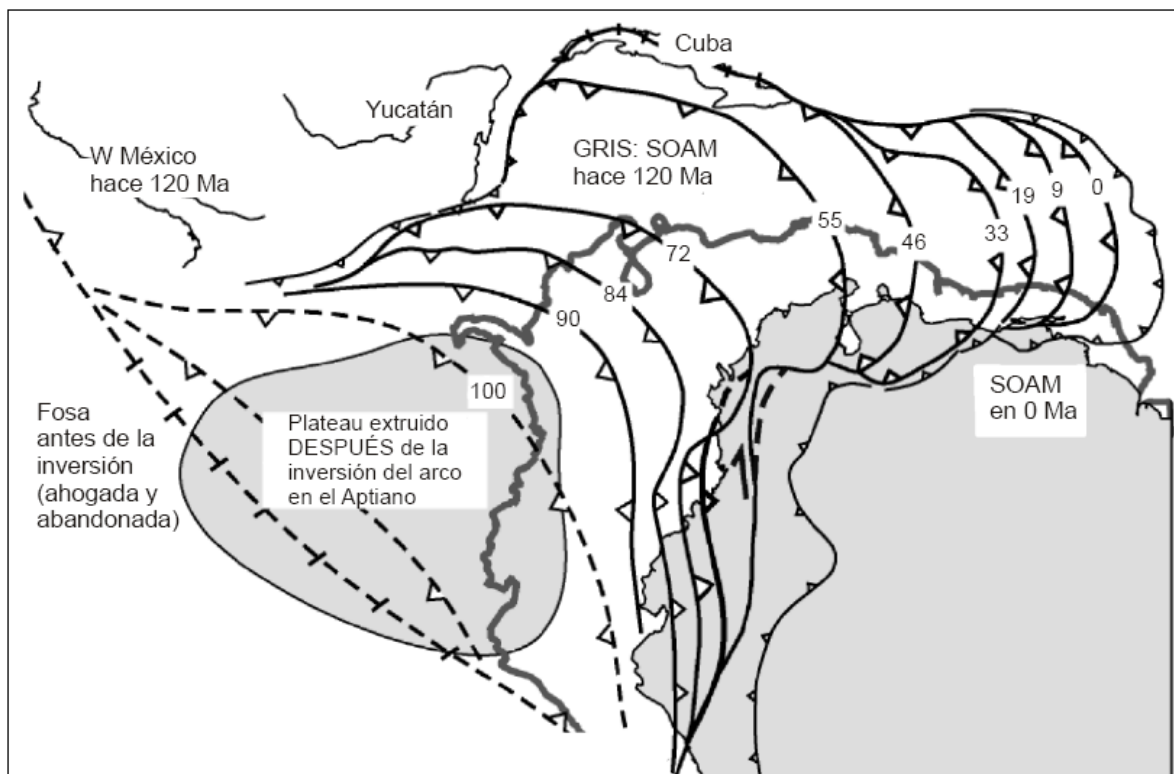 Cuba
Yucatán
W México
hace 120 Ma
GRIS: SOAM
hace 120 Ma
19
9
0
55
46
33
72
84
90
100
SOAM
en 0 Ma
Fosa
antes de la
inversión
(ahogada y
abandonada)
Plateau extruido
DESPUÉS de la
inversión del arco
en el Aptiano